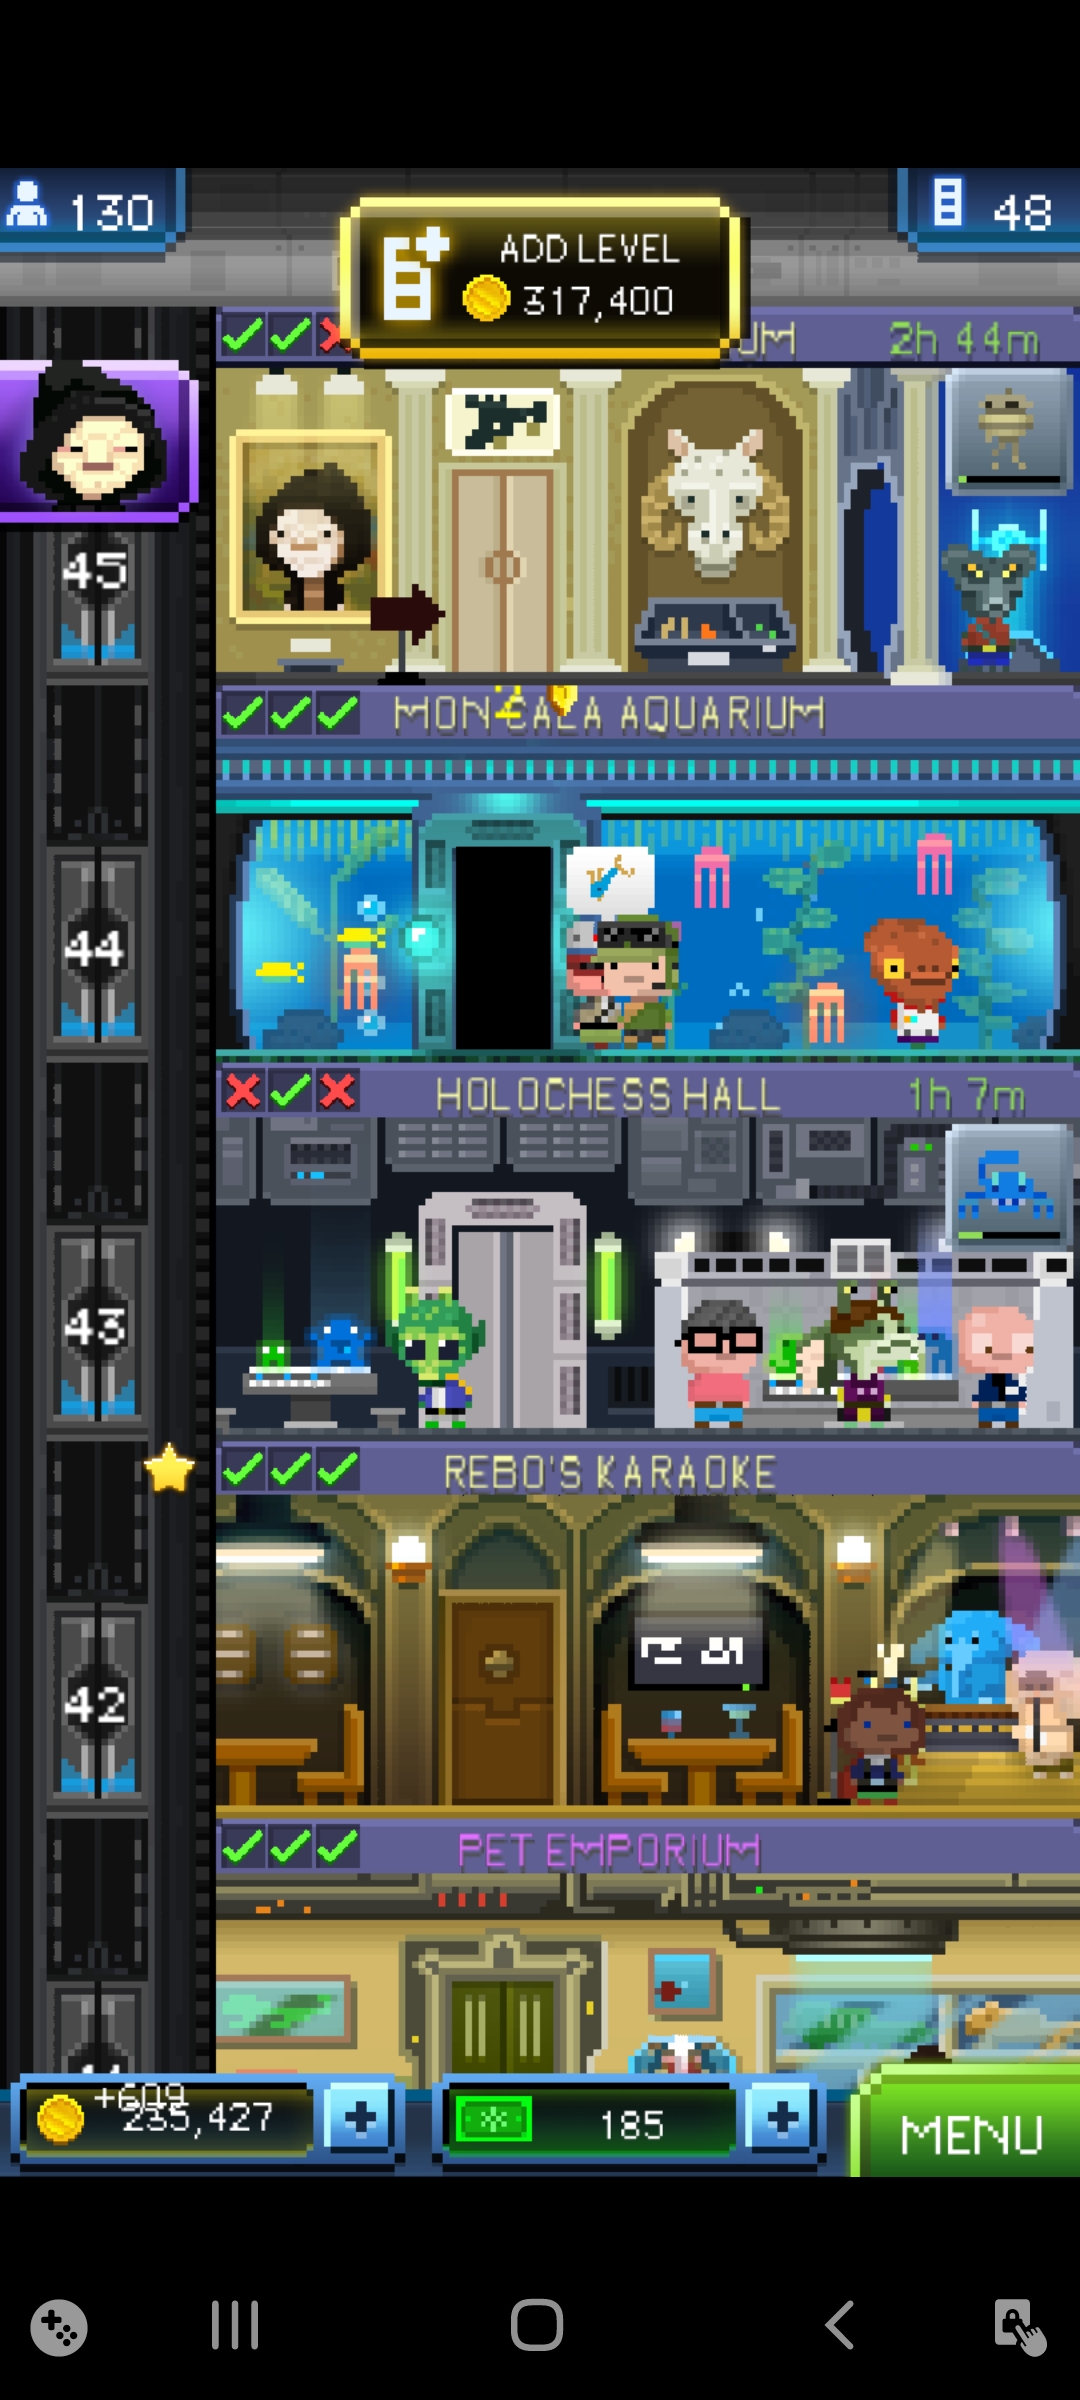 130
ADD LEVEL
317,400
48
UM
2h 44m
45
MON CALA AQUARIUM
2
44
HOLOCHESS HALL
1h 7m
43
REBO'S KARAOKE
42
PET EMPORIUM
+609
235,427
185
MENU